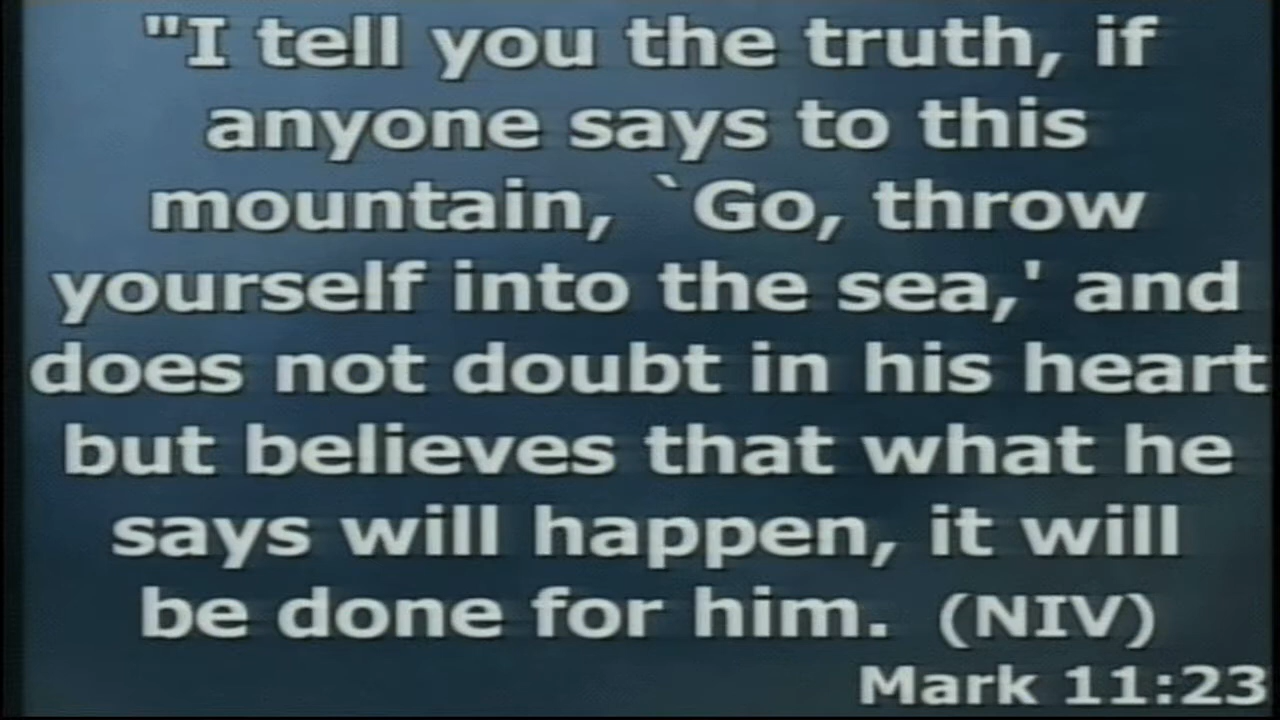 "I tell you the truth, if
anyone says to this
mountain, `Go, throw
yourself into the sea,' and
does not doubt in his heart
but believes that what he
says will happen, it will
be done for him. (NIV)
Mark 11:23